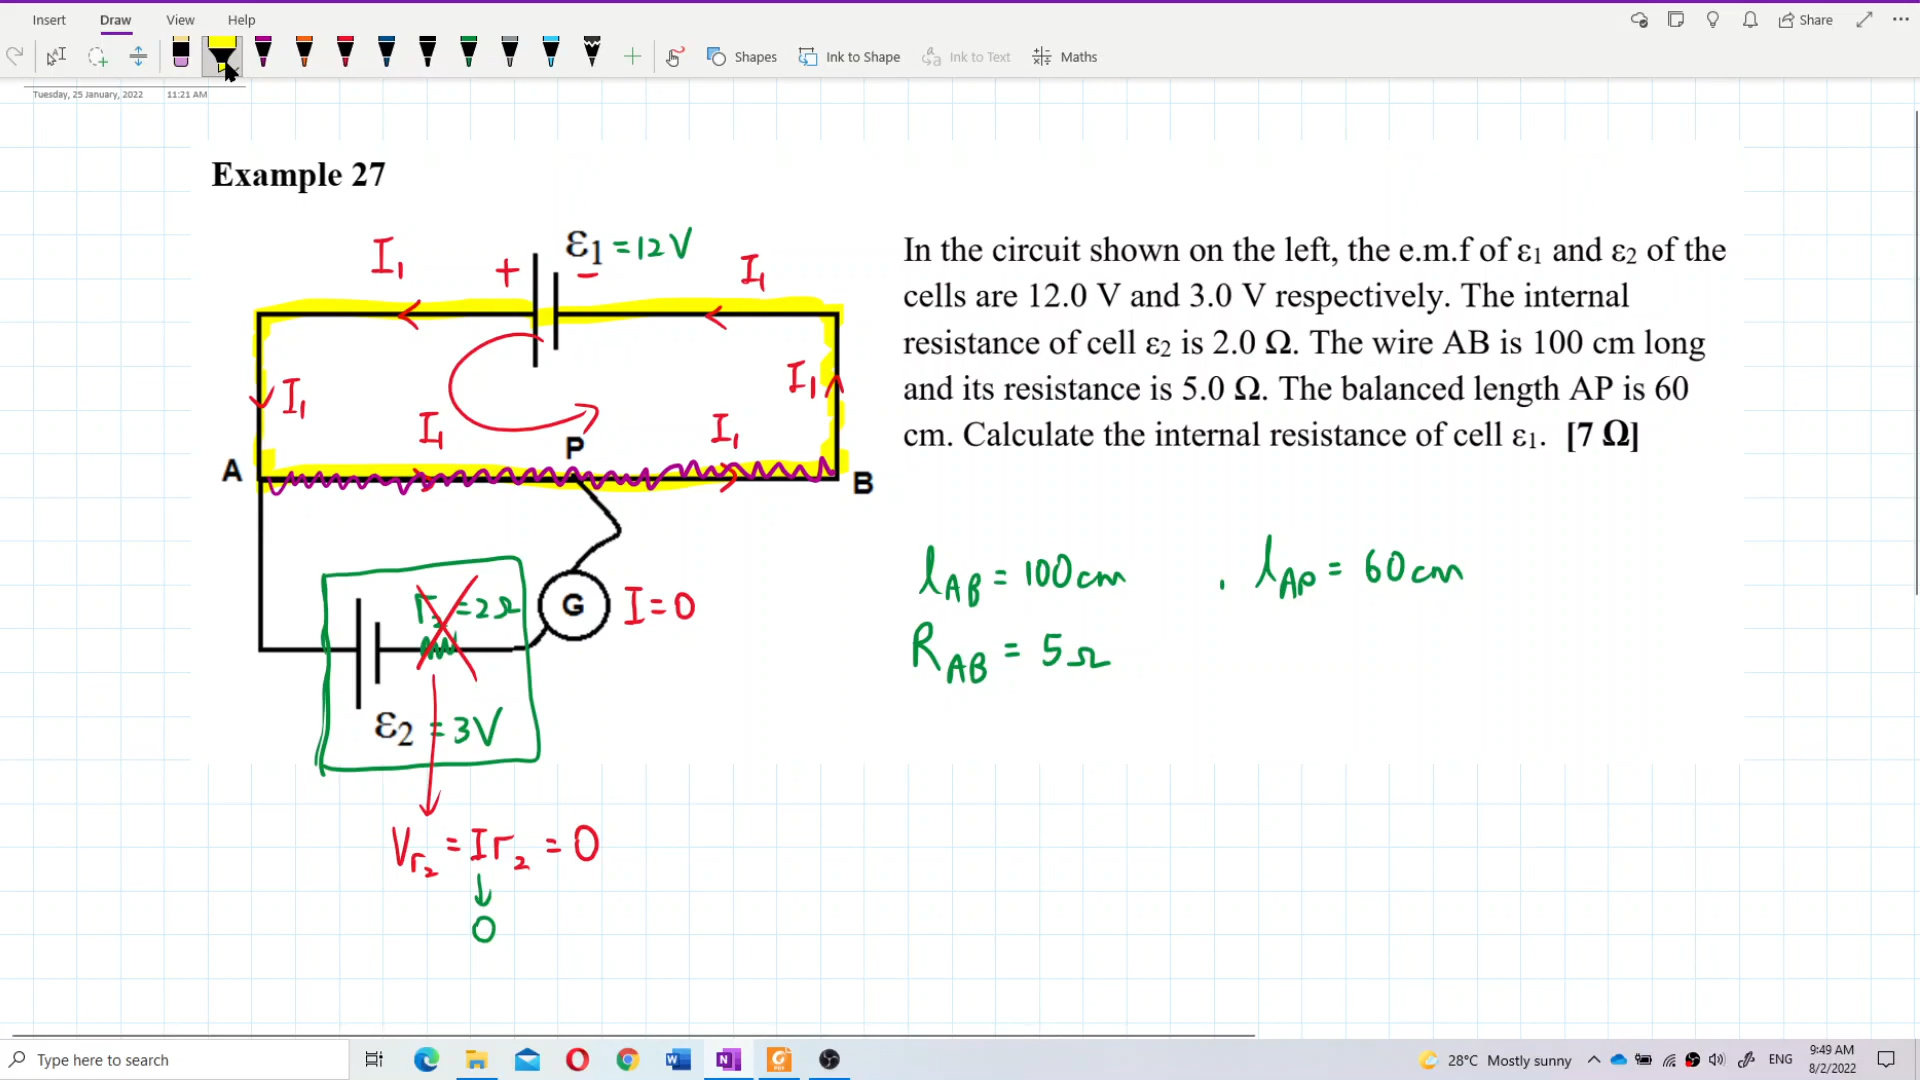 Insert Draw View Help
Share
Shapes Ink to Shape Ink to Text Maths
Tuesday, 25 January, 2022 11:21 AM
Example 27
I₁ + ε1 = 12V − I₁
I₁ I₁ P I₁ I₁
A B
In the circuit shown on the left, the e.m.f of ε1 and ε2 of the
cells are 12.0 V and 3.0 V respectively. The internal
resistance of cell ε2 is 2.0 Ω. The wire AB is 100 cm long
and its resistance is 5.0 Ω. The balanced length AP is 60
cm. Calculate the internal resistance of cell ε1. [7 Ω]
l_AB = 100cm , l_AP = 60cm
R_AB = 5Ω
r₂ = 2Ω G I = 0
ε2 = 3V
V_r₂ = I r₂ = 0
0
Type here to search
28°C Mostly sunny ENG 9:49 AM
8/2/2022